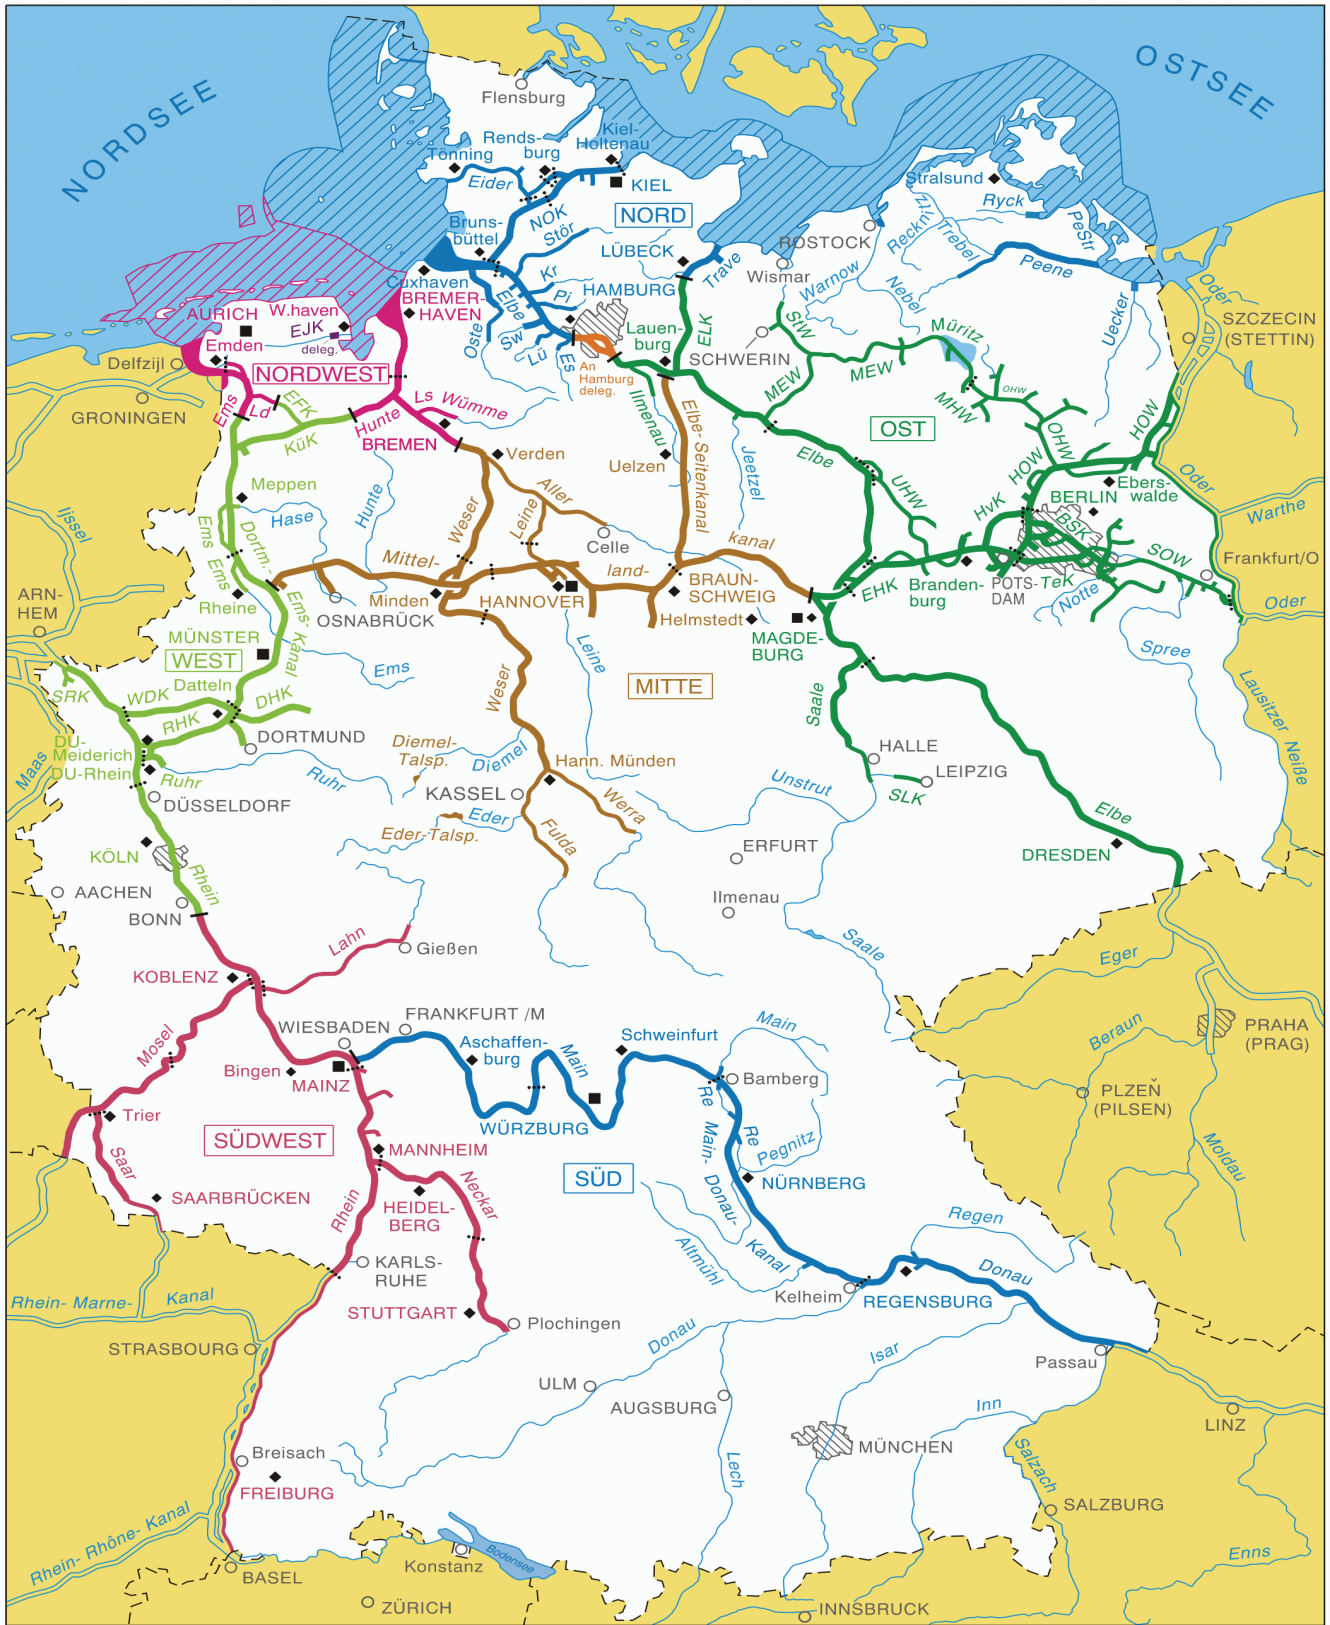 NORDSEE
OSTSEE
Flensburg
Rends-
burg
Kiel-
Holtenau
Tönning
Eider
KIEL
NORD
NOK
Stör
Bruns-
büttel
LÜBECK
Trave
Cuxhaven
Elbe
Kr
Pi
HAMBURG
Oste
Sw
Lü
Es
An
Hamburg
deleg.
Stralsund
Ryck
Recknitz
Trebel
PeStr
Peene
ROSTOCK
Wismar
Warnow
Nebel
Uecker
Oder
SZCZECIN
(STETTIN)
BREMER-
HAVEN
AURICH
W.haven
EJK
deleg.
Emden
Delfzijl
NORDWEST
GRONINGEN
Ems
Ld
EFK
KüK
Hunte
Ls
Wümme
BREMEN
Lauen-
burg
ELK
SCHWERIN
StW
MEW
MEW
Müritz
MHW
OHW
OHW
HOW
HOW
OST
Ilmenau
Uelzen
Elbe-Seitenkanal
Jeetzel
Elbe
UHW
HvK
BERLIN
Ebers-
walde
BSK
Oder
Warthe
Frankfurt/O
SOW
Oder
TeK
POTS-
DAM
Notte
Spree
Branden-
burg
EHK
Verden
Aller
Leine
Celle
Weser
Meppen
Hase
Hunte
Ems
Dortm.-
Ems
Ems-
Kanal
Rheine
Mittel-
land-
kanal
Minden
HANNOVER
OSNABRÜCK
BRAUN-
SCHWEIG
Helmstedt
MAGDE-
BURG
Ijssel
ARN-
HEM
MÜNSTER
WEST
Ems
Leine
Weser
MITTE
Saale
SRK
WDK
Datteln
DHK
RHK
DORTMUND
DU-
Meiderich
DU-Rhein
Ruhr
Ruhr
DÜSSELDORF
Maas
Diemel-
Talsp.
Diemel
Hann. Münden
KASSEL
Eder
Eder-Talsp.
Fulda
Werra
Unstrut
HALLE
LEIPZIG
SLK
Elbe
DRESDEN
Lausitzer Neiße
KÖLN
Rhein
AACHEN
BONN
ERFURT
Ilmenau
Saale
Lahn
Gießen
KOBLENZ
Eger
PRAHA
(PRAG)
Beraun
PLZEŇ
(PILSEN)
Moldau
Mosel
WIESBADEN
FRANKFURT /M
Bingen
MAINZ
Aschaffen-
burg
Main
Schweinfurt
Main
Bamberg
WÜRZBURG
Re
Re
Pegnitz
Main-
Donau-
Kanal
NÜRNBERG
Trier
Saar
SÜDWEST
SAARBRÜCKEN
MANNHEIM
HEIDEL-
BERG
Neckar
Rhein
SÜD
KARLS-
RUHE
STUTTGART
Plochingen
Altmühl
Kelheim
REGENSBURG
Regen
Donau
Donau
Isar
Passau
Inn
LINZ
Rhein- Marne-
Kanal
STRASBOURG
ULM
AUGSBURG
Lech
MÜNCHEN
Salzach
SALZBURG
Breisach
FREIBURG
Rhein- Rhône- Kanal
BASEL
Konstanz
Bodensee
ZÜRICH
INNSBRUCK
Enns